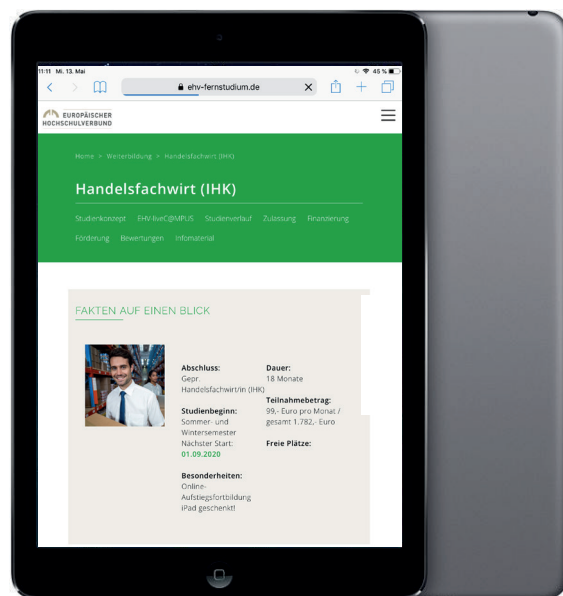 11:11 Mi. 13. Mai
45 %
ehv-fernstudium.de
EUROPÄISCHER
HOCHSCHULVERBUND
Home > Weiterbildung > Handelsfachwirt (IHK)
Handelsfachwirt (IHK)
Studienkonzept EHV-liveC@MPUS Studienverlauf Zulassung Finanzierung
Förderung Bewertungen Infomaterial
FAKTEN AUF EINEN BLICK
Abschluss:
Gepr.
Handelsfachwirt/in (IHK)
Studienbeginn:
Sommer- und
Wintersemester
Nächster Start:
01.09.2020
Besonderheiten:
Online-
Aufstiegsfortbildung
iPad geschenkt!
Dauer:
18 Monate
Teilnahmebetrag:
99,- Euro pro Monat /
gesamt 1.782,- Euro
Freie Plätze: